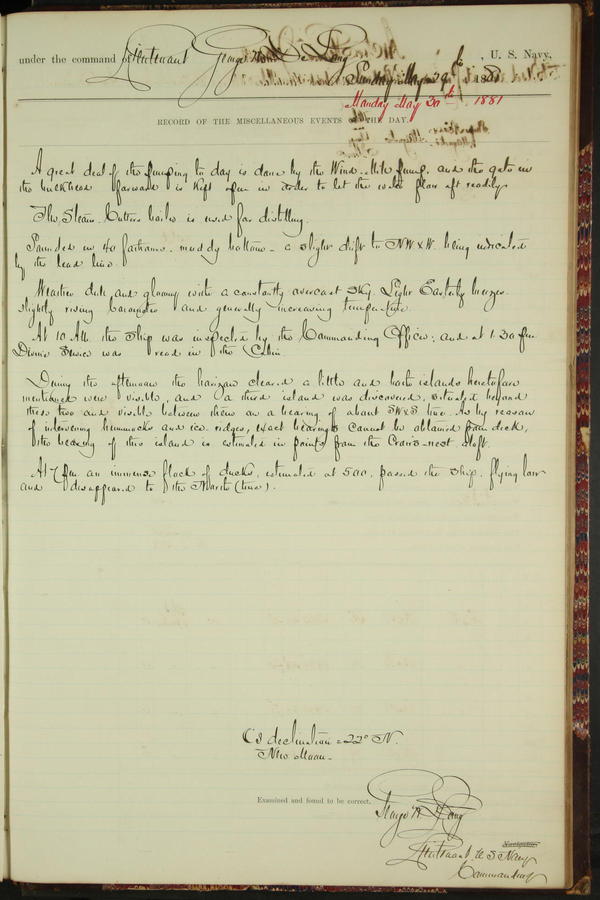 under the command of Lieutenant George W. De Long, U. S. Navy,
Sunday May 29th 1881
Monday May 30th 1881
RECORD OF THE MISCELLANEOUS EVENTS OF THE DAY.
A great deal of the pumping to day is done by the Wind-Mill pump, and the gate in
the bulkhead forward is kept open in order to let the water flow aft readily
The Steam Cutters boiler is used for distilling.
Sounded in 40 fathoms. muddy bottom - a slight drift to NW x W. being indicated
by the lead line
Weather dull and gloomy with a constantly overcast sky. Light Easterly breezes
slightly rising barometer and generally increasing temperature.
At 10 AM the ship was inspected by the Commanding Officer; and at 1.30 pm
Divine Service was read in the Cabin.
During the afternoon the horizon cleared a little and both islands heretofore
mentioned were visible, and a third island was discovered, situated beyond
these two and visible between them on a bearing of about SWxS true. As by reason
of intervening hummocks and ice ridges, exact bearings cannot be obtained from deck,
the bearing of this island is estimated in points from the Crow's-nest aloft.
At 7 pm an immense flock of ducks, estimated at 500, passed the ship, flying low
and disappeared to the North (true).
C's declination = 22° N.
New Moon -
Examined and found to be correct.
George W. De Long
Navigator
Lieutenant, U S Navy
Commanding